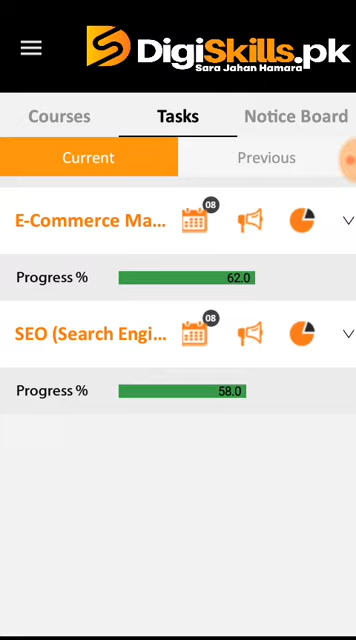 DigiSkills.pk
Sara Jahan Hamara
Courses Tasks Notice Board
Current Previous
E-Commerce Ma... 08
Progress % 62.0
SEO (Search Engi... 08
Progress % 58.0